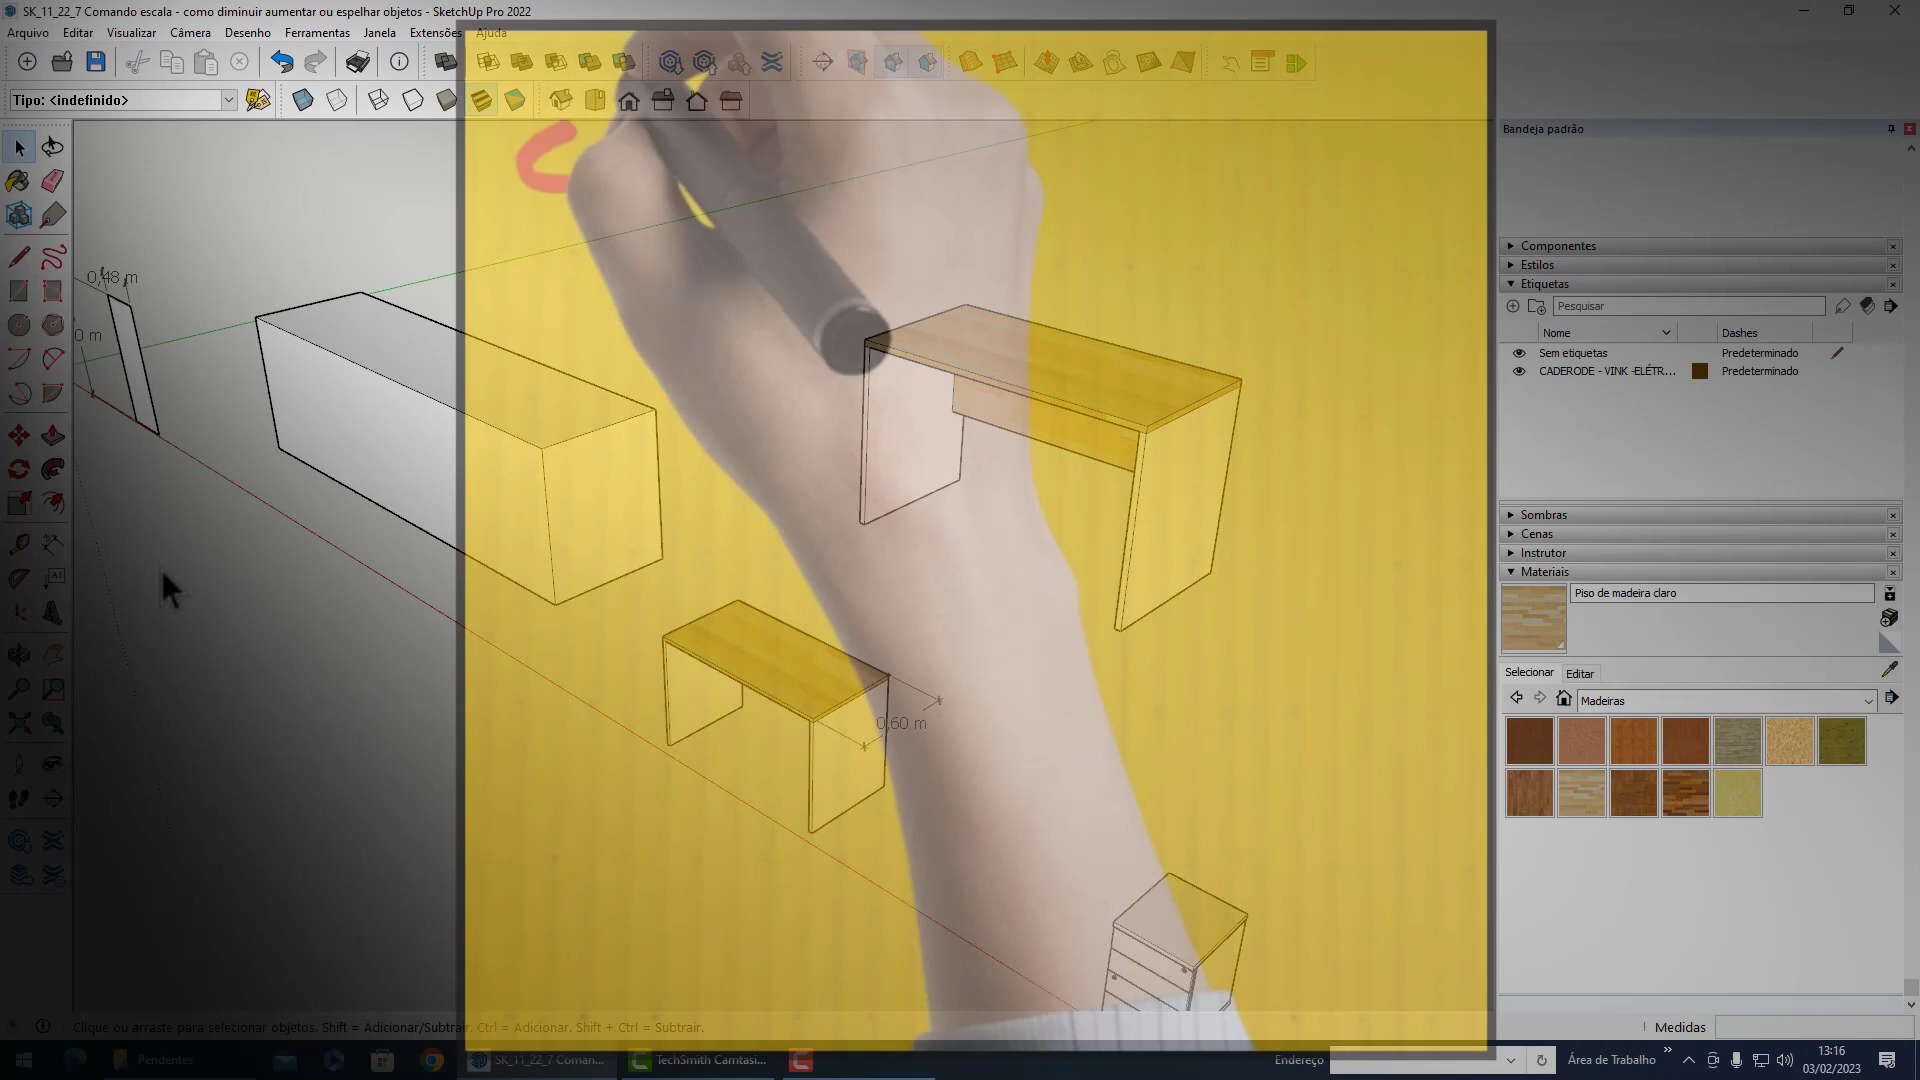 SK_11_22_7 Comando escala - como diminuir aumentar ou espelhar objetos - SketchUp Pro 2022
Arquivo Editar Visualizar Câmera Desenho Ferramentas Janela Extensões Ajuda
Tipo: <indefinido>
Bandeja padrão
Componentes
Estilos
Etiquetas
Pesquisar
Nome Dashes
Sem etiquetas Predeterminado
CADERODE - VINK -ELÉTR... Predeterminado
0,48 m
0 m
0,60 m
Sombras
Cenas
Instrutor
Materiais
Piso de madeira claro
Selecionar Editar
Madeiras
Clique ou arraste para selecionar objetos. Shift = Adicionar/Subtrair. Ctrl = Adicionar. Shift + Ctrl = Subtrair.
Medidas
Pendentes
SK_11_22_7 Coman...
TechSmith Camtasi...
Endereço
Área de Trabalho
13:16
03/02/2023